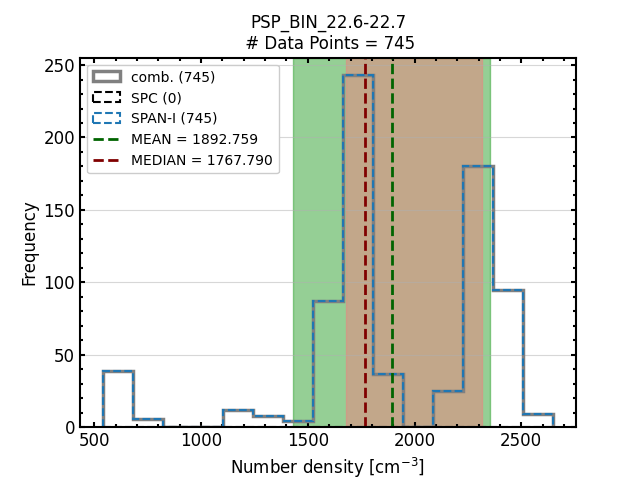 PSP_BIN_22.6-22.7
# Data Points = 745
250
200
150
100
50
0
Frequency
comb. (745)
SPC (0)
SPAN-I (745)
MEAN = 1892.759
MEDIAN = 1767.790
500 1000 1500 2000 2500
Number density [cm⁻³]